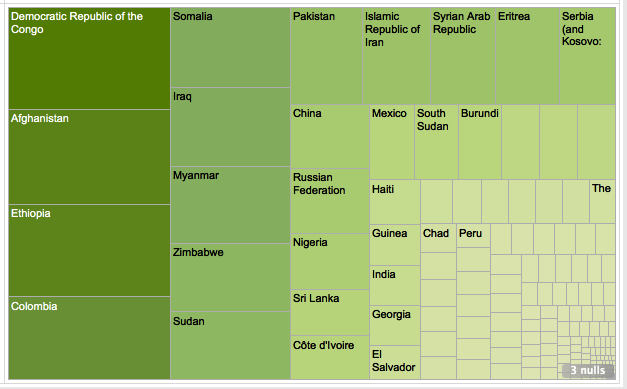 Democratic Republic of the
Congo
Afghanistan
Ethiopia
Colombia
Somalia
Iraq
Myanmar
Zimbabwe
Sudan
Pakistan
Islamic
Republic of
Iran
Syrian Arab
Republic
Eritrea
Serbia
(and
Kosovo:
China
Russian
Federation
Nigeria
Sri Lanka
Côte d'Ivoire
Mexico
South
Sudan
Burundi
Haiti
The
Guinea
Chad
Peru
India
Georgia
El
Salvador
3 nulls